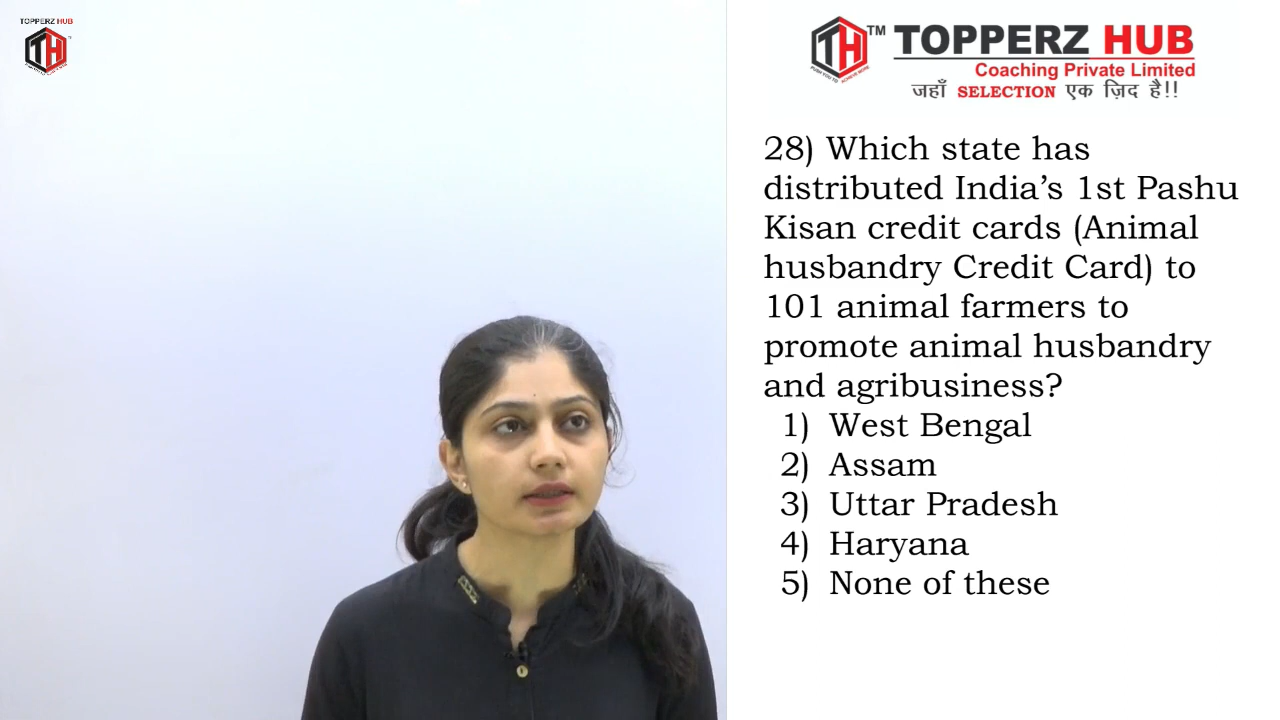 TOPPERZ HUB
TH
TH™ TOPPERZ HUB
Coaching Private Limited
जहाँ SELECTION एक ज़िद है!!
28) Which state has
distributed India’s 1st Pashu
Kisan credit cards (Animal
husbandry Credit Card) to
101 animal farmers to
promote animal husbandry
and agribusiness?
1) West Bengal
2) Assam
3) Uttar Pradesh
4) Haryana
5) None of these